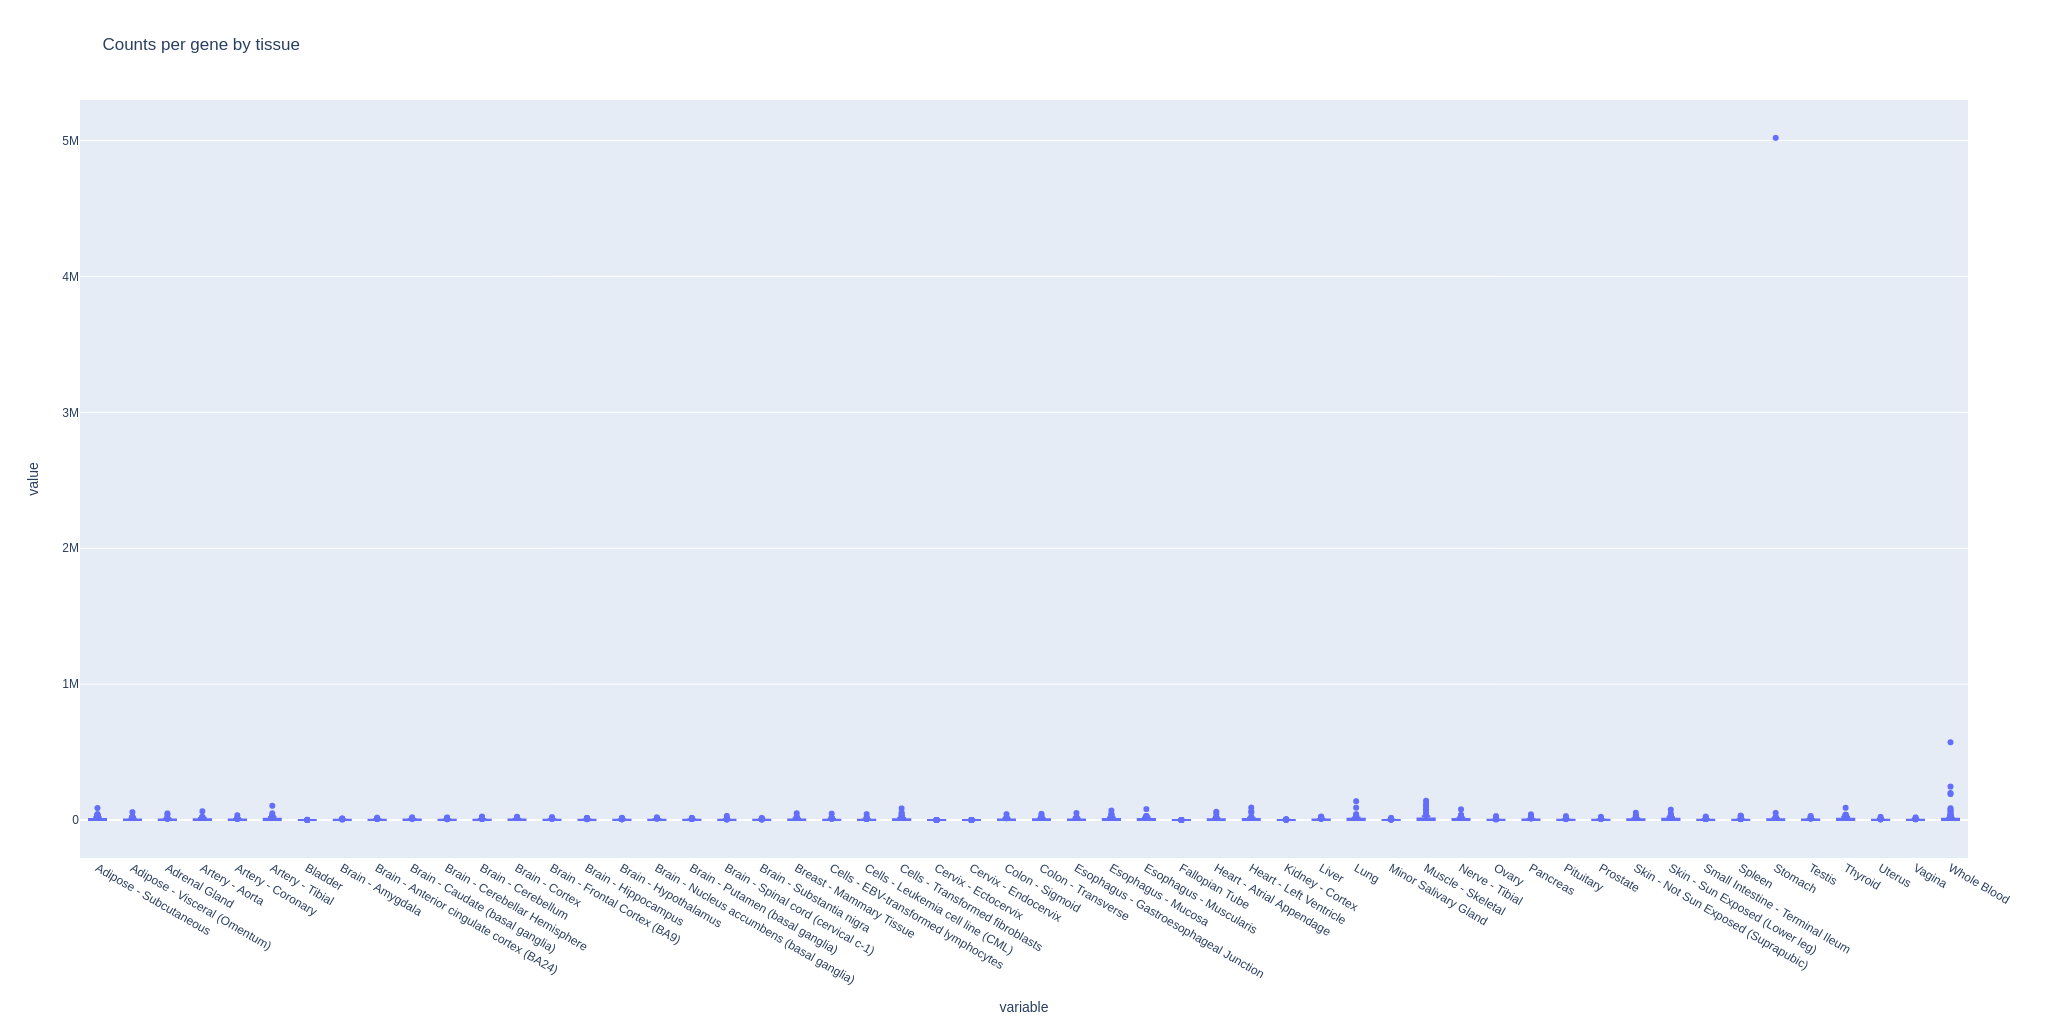 Counts per gene by tissue
5M
4M
3M
2M
1M
0
value
Adipose - Subcutaneous
Adipose - Visceral (Omentum)
Adrenal Gland
Artery - Aorta
Artery - Coronary
Artery - Tibial
Bladder
Brain - Amygdala
Brain - Anterior cingulate cortex (BA24)
Brain - Caudate (basal ganglia)
Brain - Cerebellar Hemisphere
Brain - Cerebellum
Brain - Cortex
Brain - Frontal Cortex (BA9)
Brain - Hippocampus
Brain - Hypothalamus
Brain - Nucleus accumbens (basal ganglia)
Brain - Putamen (basal ganglia)
Brain - Spinal cord (cervical c-1)
Brain - Substantia nigra
Breast - Mammary Tissue
Cells - EBV-transformed lymphocytes
Cells - Leukemia cell line (CML)
Cells - Transformed fibroblasts
Cervix - Ectocervix
Cervix - Endocervix
Colon - Sigmoid
Colon - Transverse
Esophagus - Gastroesophageal Junction
Esophagus - Mucosa
Esophagus - Muscularis
Fallopian Tube
Heart - Atrial Appendage
Heart - Left Ventricle
Kidney - Cortex
Liver
Lung
Minor Salivary Gland
Muscle - Skeletal
Nerve - Tibial
Ovary
Pancreas
Pituitary
Prostate
Skin - Not Sun Exposed (Suprapubic)
Skin - Sun Exposed (Lower leg)
Small Intestine - Terminal Ileum
Spleen
Stomach
Testis
Thyroid
Uterus
Vagina
Whole Blood
variable